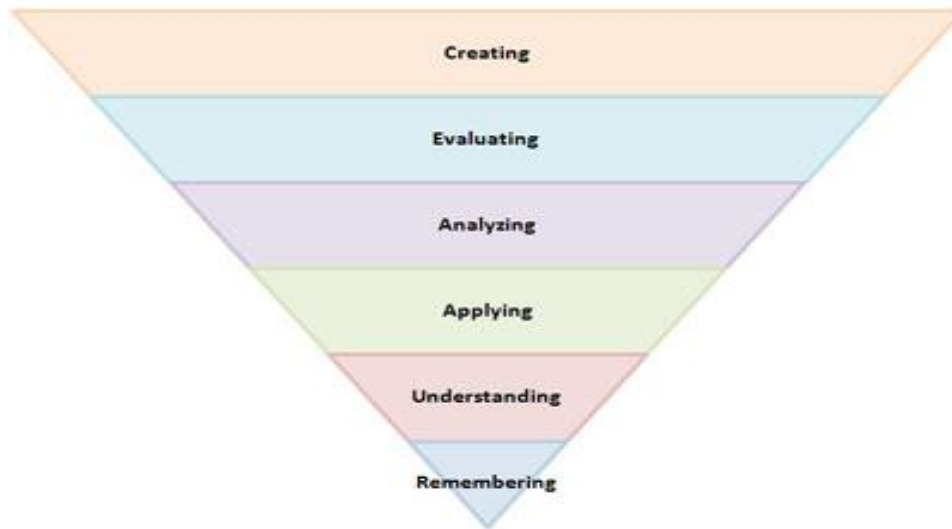 Creating
Evaluating
Analyzing
Applying
Understanding
Remembering